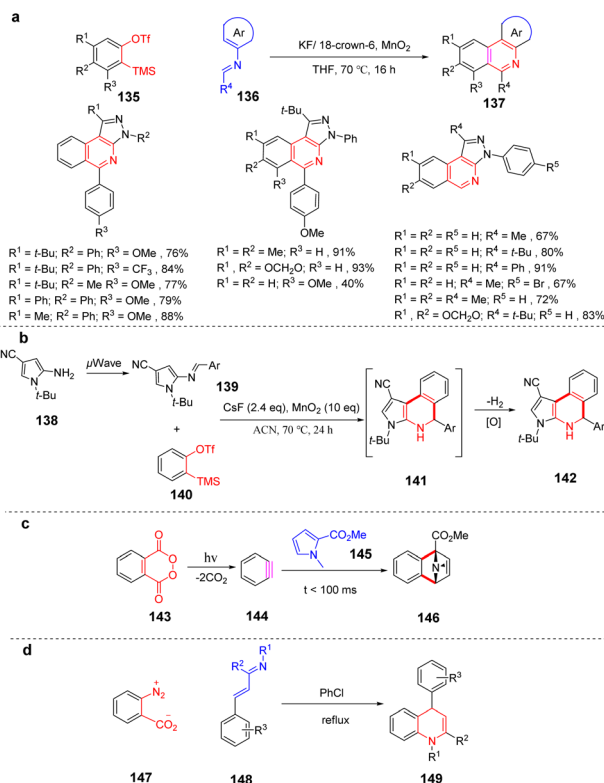 a
R¹
OTf
R²
TMS
R³
135
Ar
N
R⁴
136
KF/ 18-crown-6, MnO₂
THF, 70 °C, 16 h
R¹
Ar
R²
N
R³
R⁴
137
R¹
N
N
R²
N
R³
t-Bu
R¹
N
N
Ph
R²
R³
N
OMe
R⁴
R¹
N
N
R⁵
R²
N
R¹ = t-Bu; R² = Ph; R³ = OMe, 76%
R¹ = t-Bu; R² = Ph; R³ = CF₃ , 84%
R¹ = t-Bu; R² = Me R³ = OMe, 77%
R¹ = Ph; R² = Ph; R³ = OMe, 79%
R¹ = Me; R² = Ph; R³ = OMe , 88%
R¹ = R² = Me; R³ = H, 91%
R¹ , R² = OCH₂O; R³ = H , 93%
R¹ = R² = H; R³ = OMe , 40%
R¹ = R² = R⁵ = H; R⁴ = Me , 67%
R¹ = R² = R⁵ = H; R⁴ = t-Bu , 80%
R¹ = R² = R⁵ = H; R⁴ = Ph , 91%
R¹ = R² = H; R⁴ = Me; R⁵ = Br , 67%
R¹ = R² = R⁴ = Me; R⁵ = H , 72%
R¹ , R² = OCH₂O; R⁴ = t-Bu , R⁵ = H , 83%
b
NC
NH₂
N
t-Bu
138
μWave
NC
N
Ar
N
t-Bu
139
+
OTf
TMS
140
CsF (2.4 eq), MnO₂ (10 eq)
ACN, 70 °C, 24 h
NC
N
t-Bu
N
H
Ar
141
-H₂
[O]
NC
N
t-Bu
N
H
Ar
142
c
O
O
O
O
143
hv
-2CO₂
144
CO₂Me
N
145
t < 100 ms
CO₂Me
N
146
d
+
N₂
CO₂
−
147
R¹
R²
N
R³
148
PhCl
reflux
R³
N
R²
R¹
149